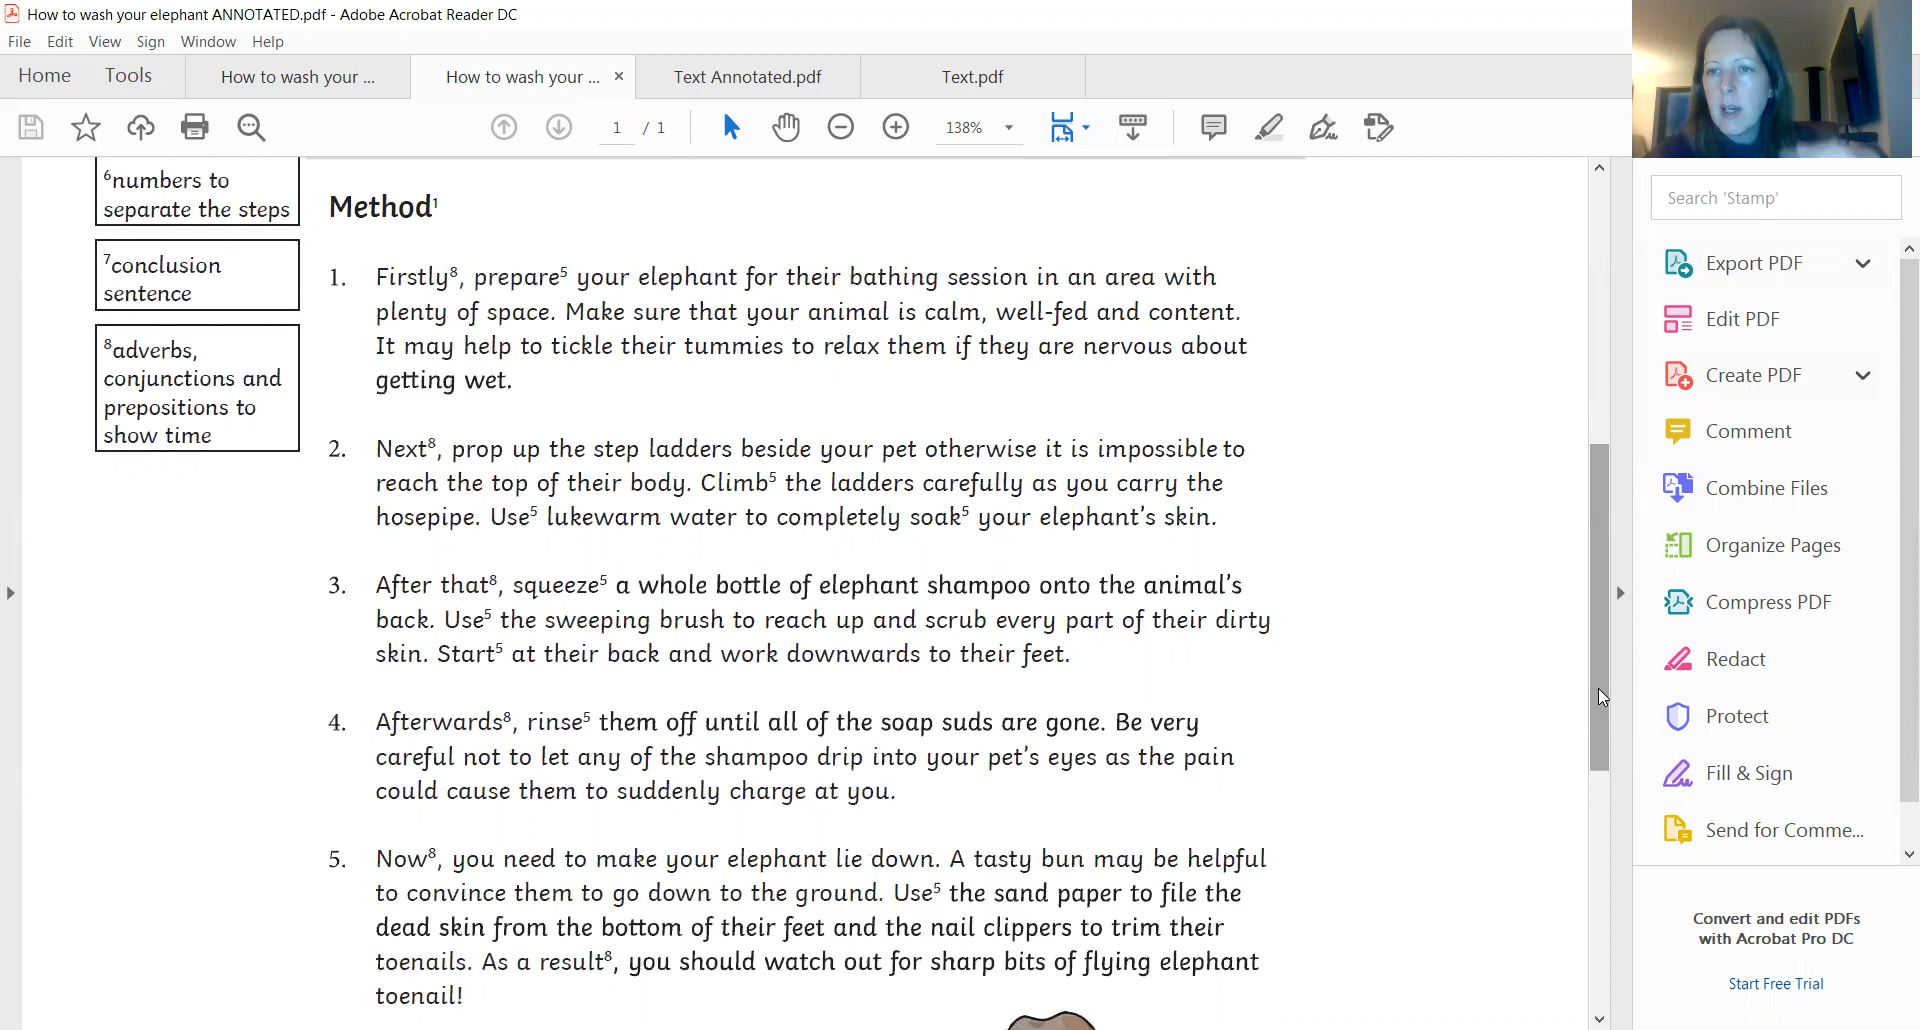 How to wash your elephant ANNOTATED.pdf - Adobe Acrobat Reader DC
File Edit View Sign Window Help
Home Tools How to wash your ... How to wash your ... × Text Annotated.pdf Text.pdf
1 / 1 138%
⁶numbers to
separate the steps
⁷conclusion
sentence
⁸adverbs,
conjunctions and
prepositions to
show time
Method¹
1. Firstly⁸, prepare⁵ your elephant for their bathing session in an area with
plenty of space. Make sure that your animal is calm, well-fed and content.
It may help to tickle their tummies to relax them if they are nervous about
getting wet.
2. Next⁸, prop up the step ladders beside your pet otherwise it is impossible to
reach the top of their body. Climb⁵ the ladders carefully as you carry the
hosepipe. Use⁵ lukewarm water to completely soak⁵ your elephant's skin.
3. After that⁸, squeeze⁵ a whole bottle of elephant shampoo onto the animal's
back. Use⁵ the sweeping brush to reach up and scrub every part of their dirty
skin. Start⁵ at their back and work downwards to their feet.
4. Afterwards⁸, rinse⁵ them off until all of the soap suds are gone. Be very
careful not to let any of the shampoo drip into your pet's eyes as the pain
could cause them to suddenly charge at you.
5. Now⁸, you need to make your elephant lie down. A tasty bun may be helpful
to convince them to go down to the ground. Use⁵ the sand paper to file the
dead skin from the bottom of their feet and the nail clippers to trim their
toenails. As a result⁸, you should watch out for sharp bits of flying elephant
toenail!
Search 'Stamp'
Export PDF
Edit PDF
Create PDF
Comment
Combine Files
Organize Pages
Compress PDF
Redact
Protect
Fill & Sign
Send for Comme...
Convert and edit PDFs
with Acrobat Pro DC
Start Free Trial